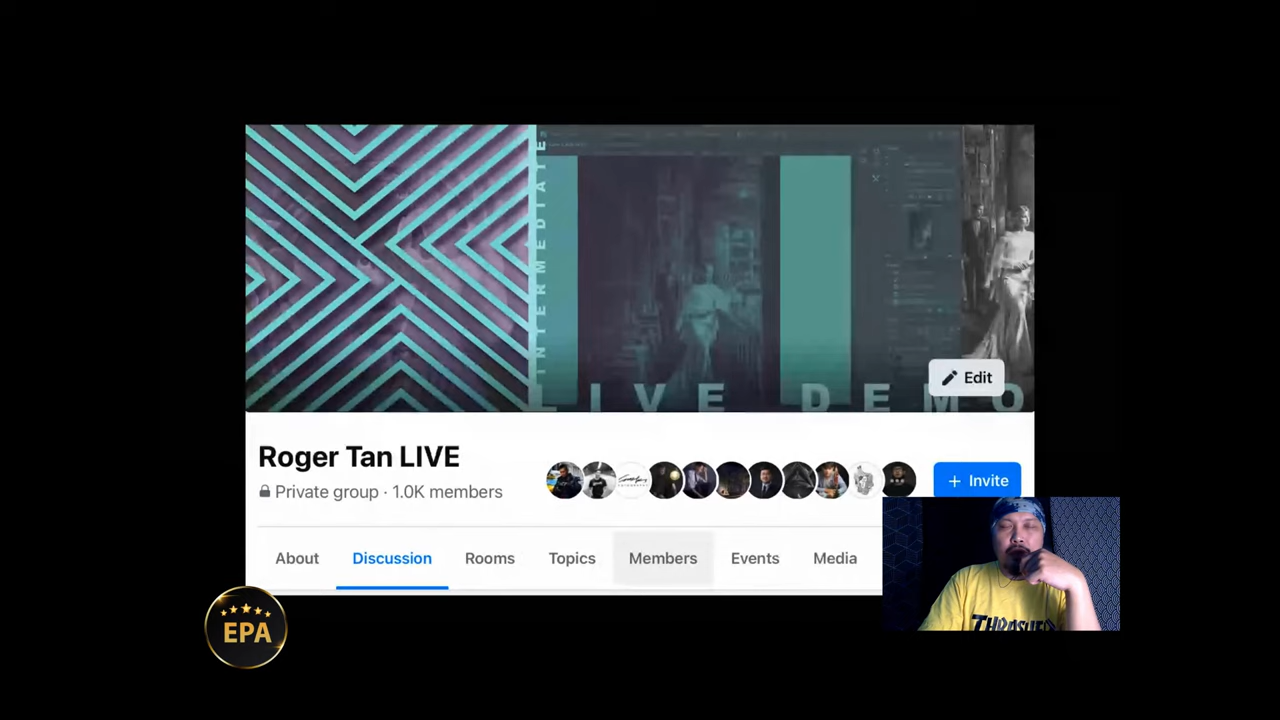 INTERMEDIATE
LIVE DEMO
Edit
Roger Tan LIVE
Private group · 1.0K members
+ Invite
About
Discussion
Rooms
Topics
Members
Events
Media
EPA
THRASHER